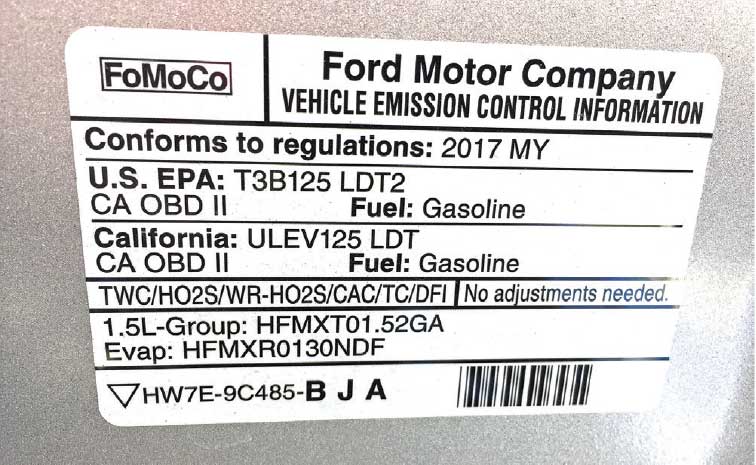 FoMoCo
Ford Motor Company
VEHICLE EMISSION CONTROL INFORMATION
Conforms to regulations: 2017 MY
U.S. EPA: T3B125 LDT2
CA OBD II Fuel: Gasoline
California: ULEV125 LDT
CA OBD II Fuel: Gasoline
TWC/HO2S/WR-HO2S/CAC/TC/DFI No adjustments needed.
1.5L-Group: HFMXT01.52GA
Evap: HFMXR0130NDF
HW7E-9C485-B J A